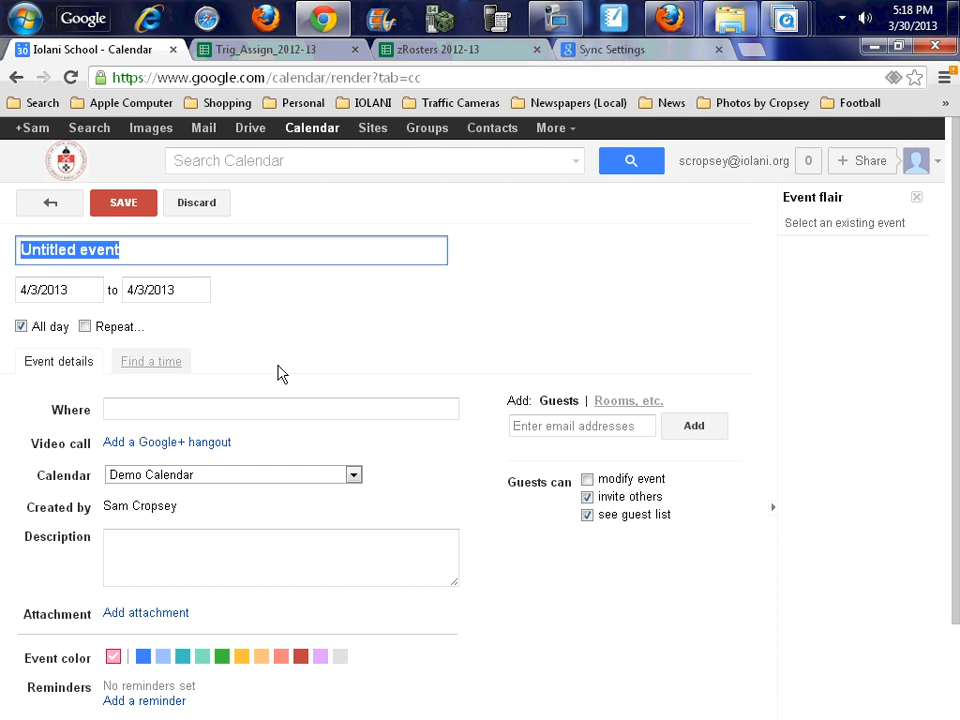 Google
5:18 PM
3/30/2013
30 Iolani School - Calendar
Trig_Assign_2012-13
zRosters 2012-13
Sync Settings
https://www.google.com/calendar/render?tab=cc
Search Apple Computer Shopping Personal IOLANI Traffic Cameras Newspapers (Local) News Photos by Cropsey Football »
+Sam Search Images Mail Drive Calendar Sites Groups Contacts More
Search Calendar
scropsey@iolani.org 0 + Share
SAVE Discard
Event flair
Select an existing event
Untitled event
4/3/2013 to 4/3/2013
All day Repeat...
Event details Find a time
Where
Add: Guests | Rooms, etc.
Enter email addresses Add
Video call Add a Google+ hangout
Calendar Demo Calendar
Guests can modify event
invite others
see guest list
Created by Sam Cropsey
Description
Attachment Add attachment
Event color
Reminders No reminders set
Add a reminder